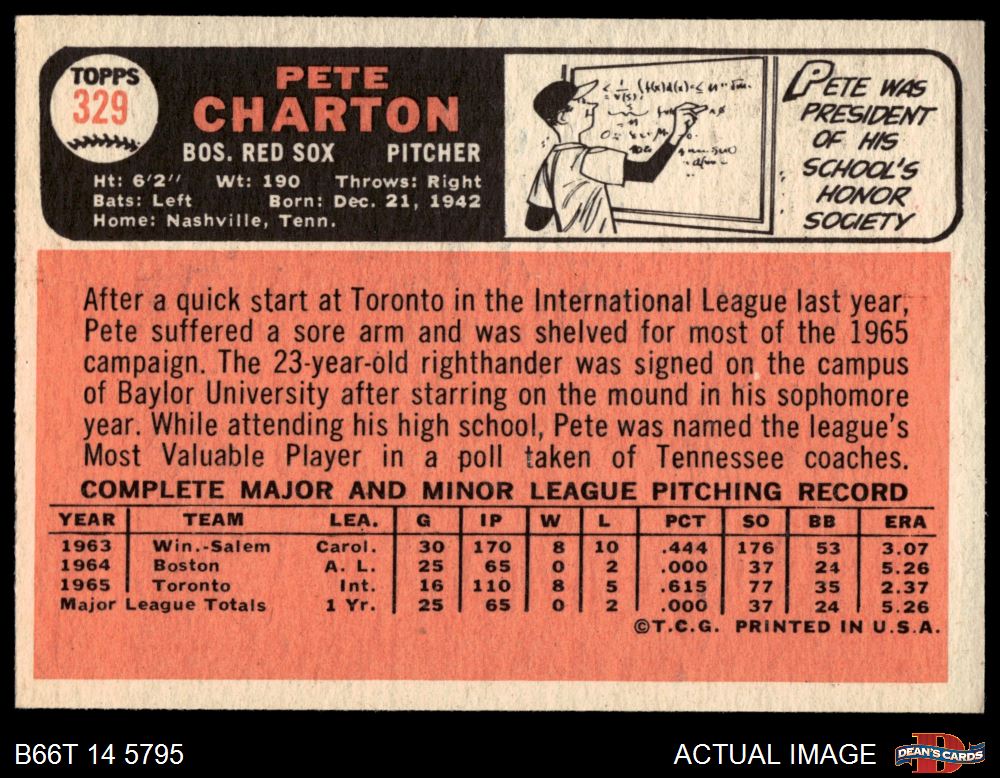 TOPPS
329
PETE
CHARTON
BOS. RED SOX PITCHER
Ht: 6'2" Wt: 190 Throws: Right
Bats: Left Born: Dec. 21, 1942
Home: Nashville, Tenn.
PETE WAS
PRESIDENT
OF HIS
SCHOOL'S
HONOR
SOCIETY
After a quick start at Toronto in the International League last year,
Pete suffered a sore arm and was shelved for most of the 1965
campaign. The 23-year-old righthander was signed on the campus
of Baylor University after starring on the mound in his sophomore
year. While attending his high school, Pete was named the league's
Most Valuable Player in a poll taken of Tennessee coaches.
COMPLETE MAJOR AND MINOR LEAGUE PITCHING RECORD
YEAR TEAM LEA. G IP W L PCT SO BB ERA
1963 Win.-Salem Carol. 30 170 8 10 .444 176 53 3.07
1964 Boston A. L. 25 65 0 2 .000 37 24 5.26
1965 Toronto Int. 16 110 8 5 .615 77 35 2.37
Major League Totals 1 Yr. 25 65 0 2 .000 37 24 5.26
©T.C.G. PRINTED IN U.S.A.
B66T 14 5795
ACTUAL IMAGE
DEAN'S CARDS